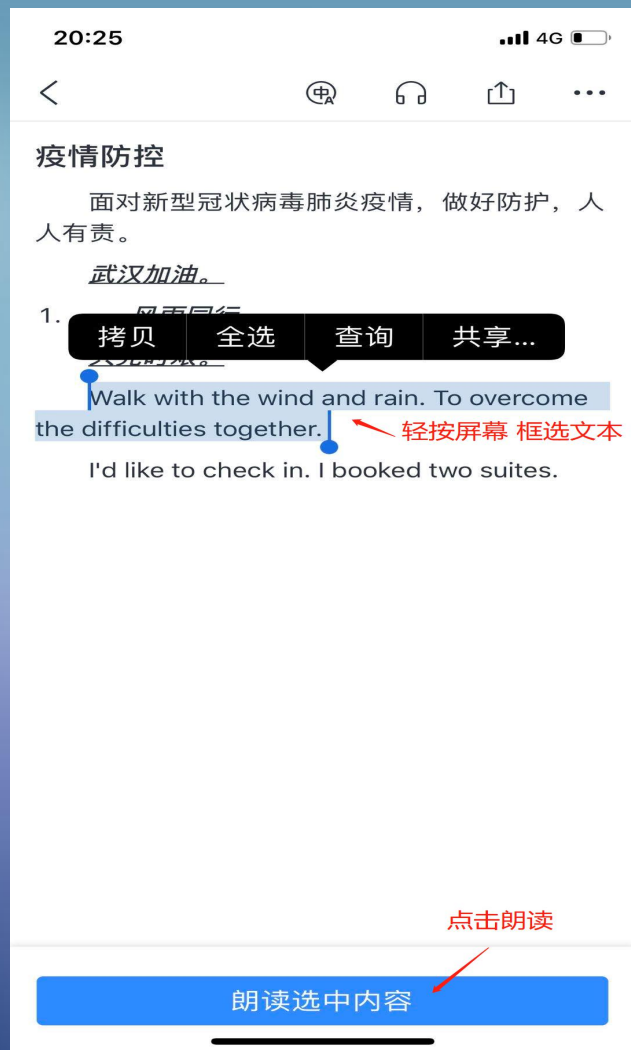 20:25
4G
疫情防控
面对新型冠状病毒肺炎疫情，做好防护，人
人有责。
武汉加油。
1.
拷贝 全选 查询 共享...
Walk with the wind and rain. To overcome
the difficulties together.
轻按屏幕 框选文本
I'd like to check in. I booked two suites.
点击朗读
朗读选中内容